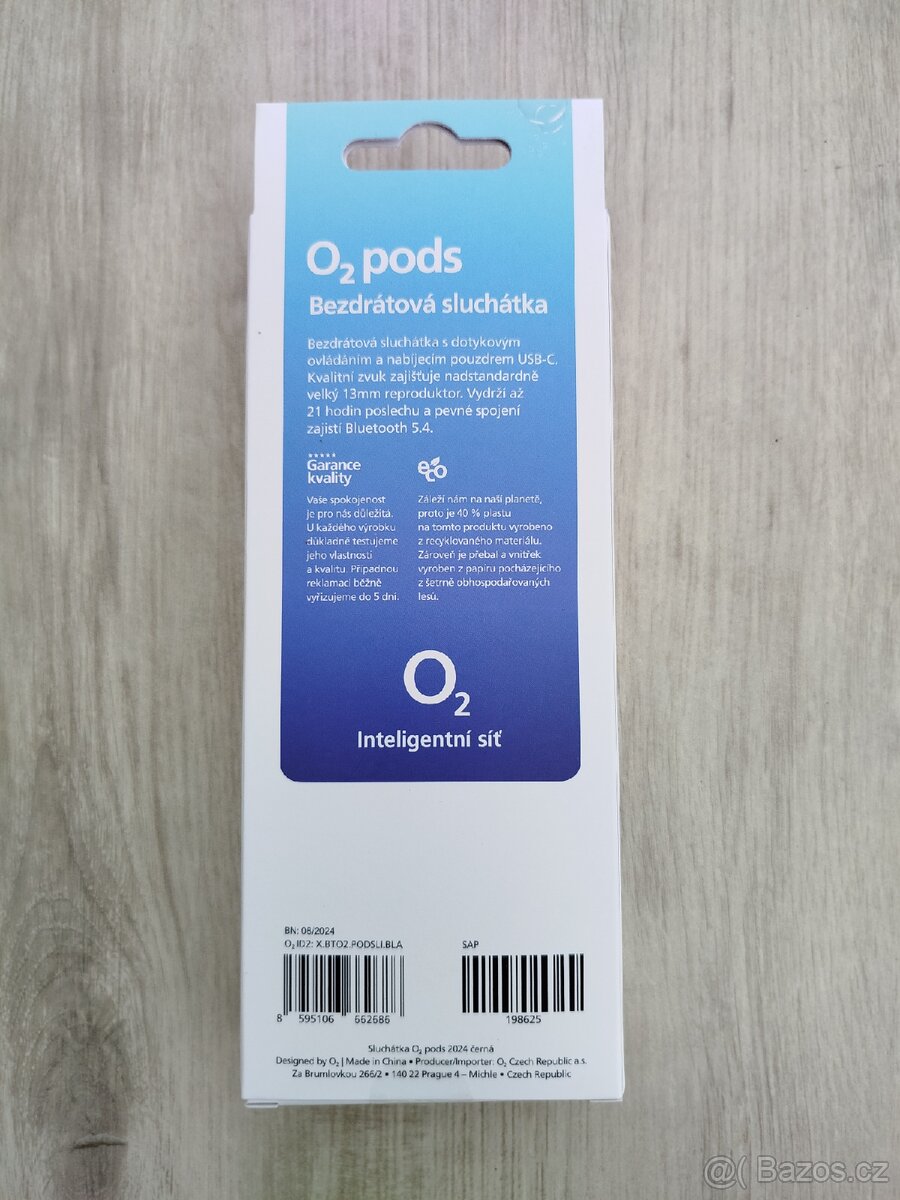 O₂ pods
Bezdrátová sluchátka
Bezdrátová sluchátka s dotykovým
ovládáním a nabíjecím pouzdrem USB-C.
Kvalitní zvuk zajišťuje nadstandardně
velký 13mm reproduktor. Vydrží až
21 hodin poslechu a pevné spojení
zajistí Bluetooth 5.4.
Garance
kvality
Vaše spokojenost
je pro nás důležitá.
U každého výrobku
důkladně testujeme
jeho vlastnosti
a kvalitu. Případnou
reklamaci běžně
vyřizujeme do 5 dní.
eco
Záleží nám na naší planetě,
proto je 40 % plastu
na tomto produktu vyrobeno
z recyklovaného materiálu.
Zároveň je přebal a vnitřek
vyroben z papíru pocházejícího
z šetrně obhospodařovaných
lesů.
O₂
Inteligentní síť
BN: 08/2024
O₂ ID2: X.BTO2.PODSLI.BLA
8 595106 662686
SAP
198625
Sluchátka O₂ pods 2024 černá
Designed by O₂ | Made in China • Producer/Importer: O₂ Czech Republic a.s.
Za Brumlovkou 266/2 • 140 22 Prague 4 – Michle • Czech Republic
@( Bazos.cz